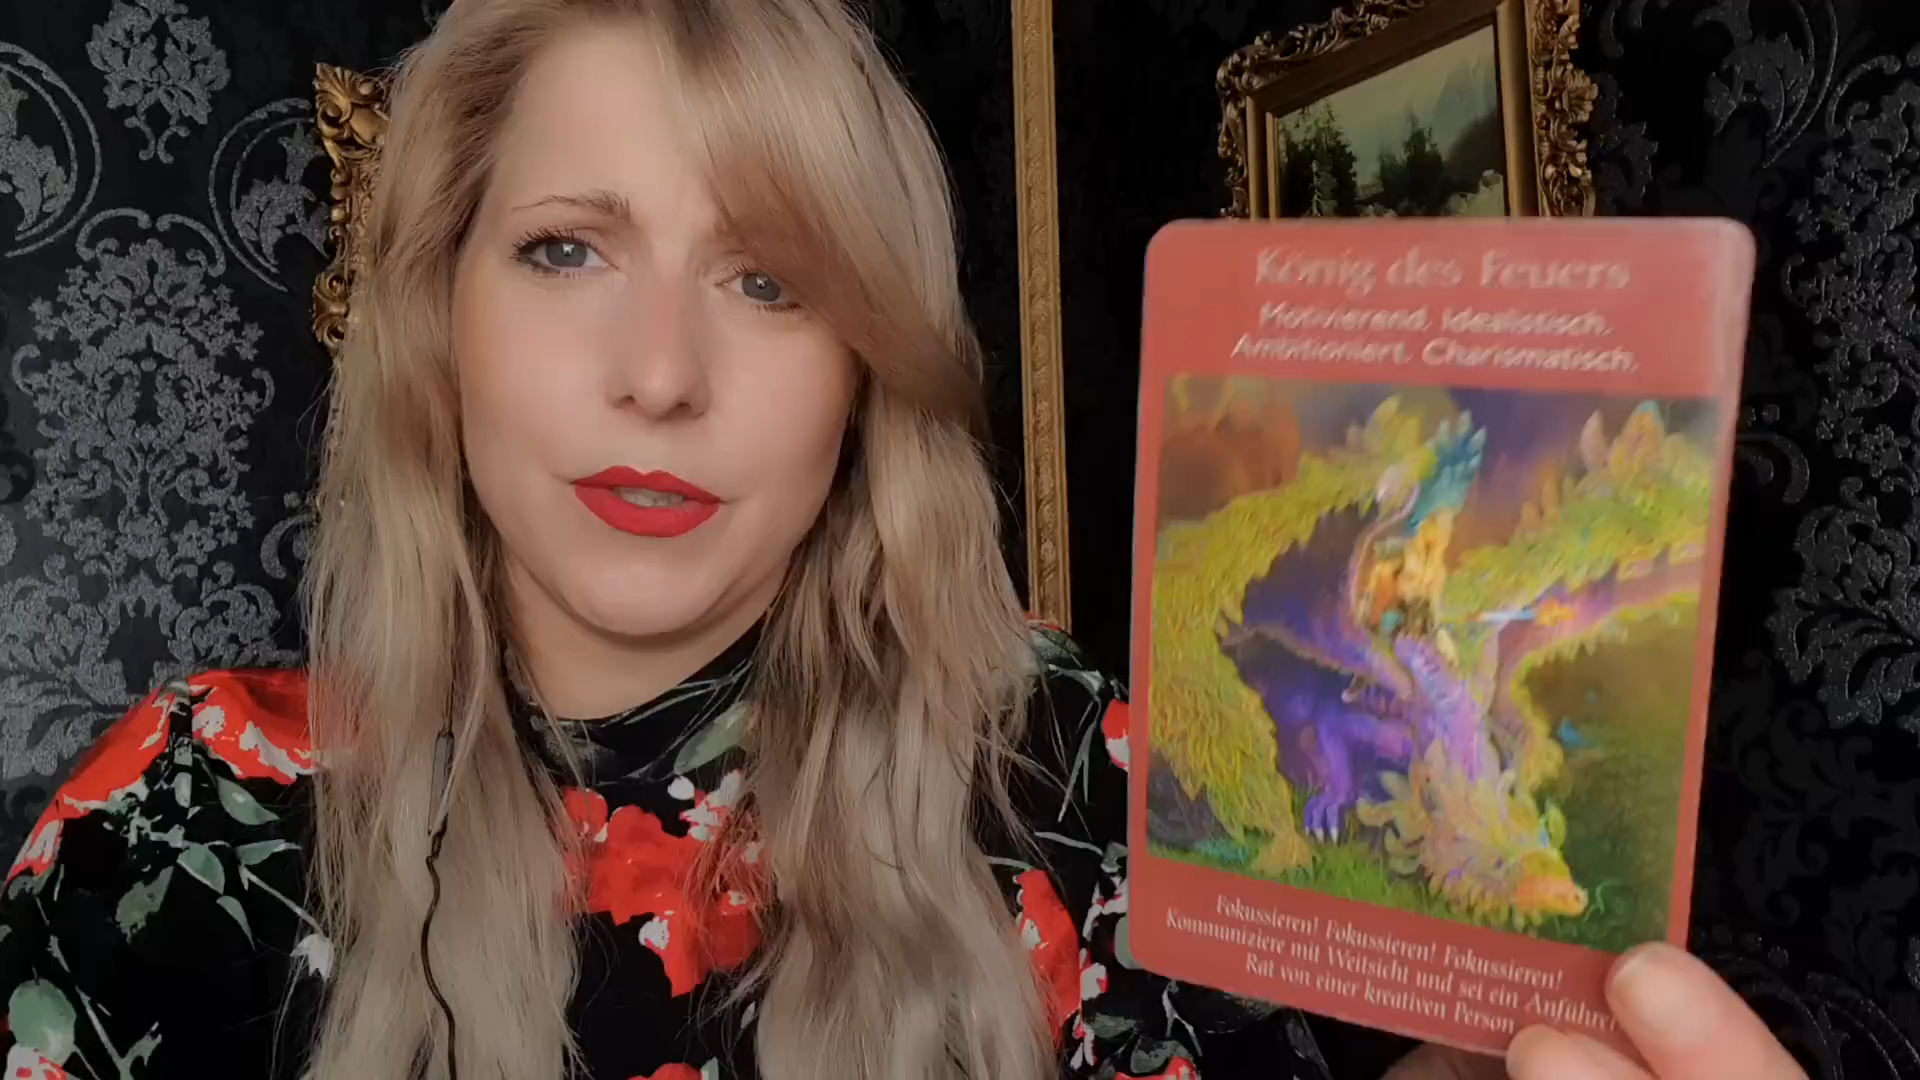 König des Feuers
Motivierend. Idealistisch.
Ambitioniert. Charismatisch.
Fokussieren! Fokussieren! Fokussieren!
Kommuniziere mit Weitsicht und sei ein Anführer
Rat von einer kreativen Person